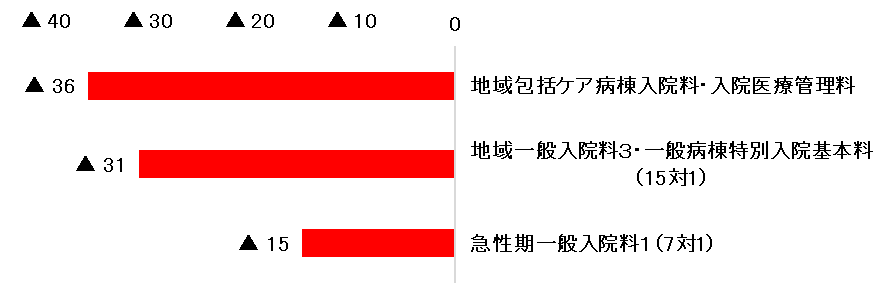 ▲ 40 ▲ 30 ▲ 20 ▲ 10 0
▲ 36 地域包括ケア病棟入院料・入院医療管理料
▲ 31 地域一般入院料３・一般病棟特別入院基本料
（15対1）
▲ 15 急性期一般入院料１（７対1）